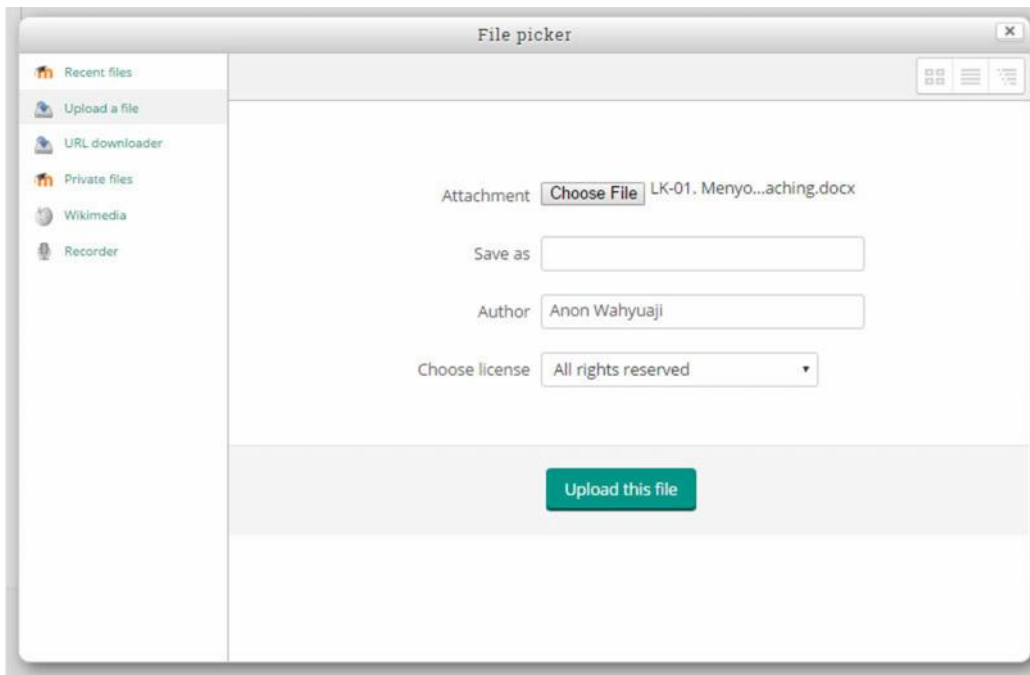 File picker
Recent files
Upload a file
URL downloader
Private files
Wikimedia
Recorder
Attachment Choose File LK-01. Menyo...aching.docx
Save as
Author Anon Wahyuaji
Choose license All rights reserved
Upload this file